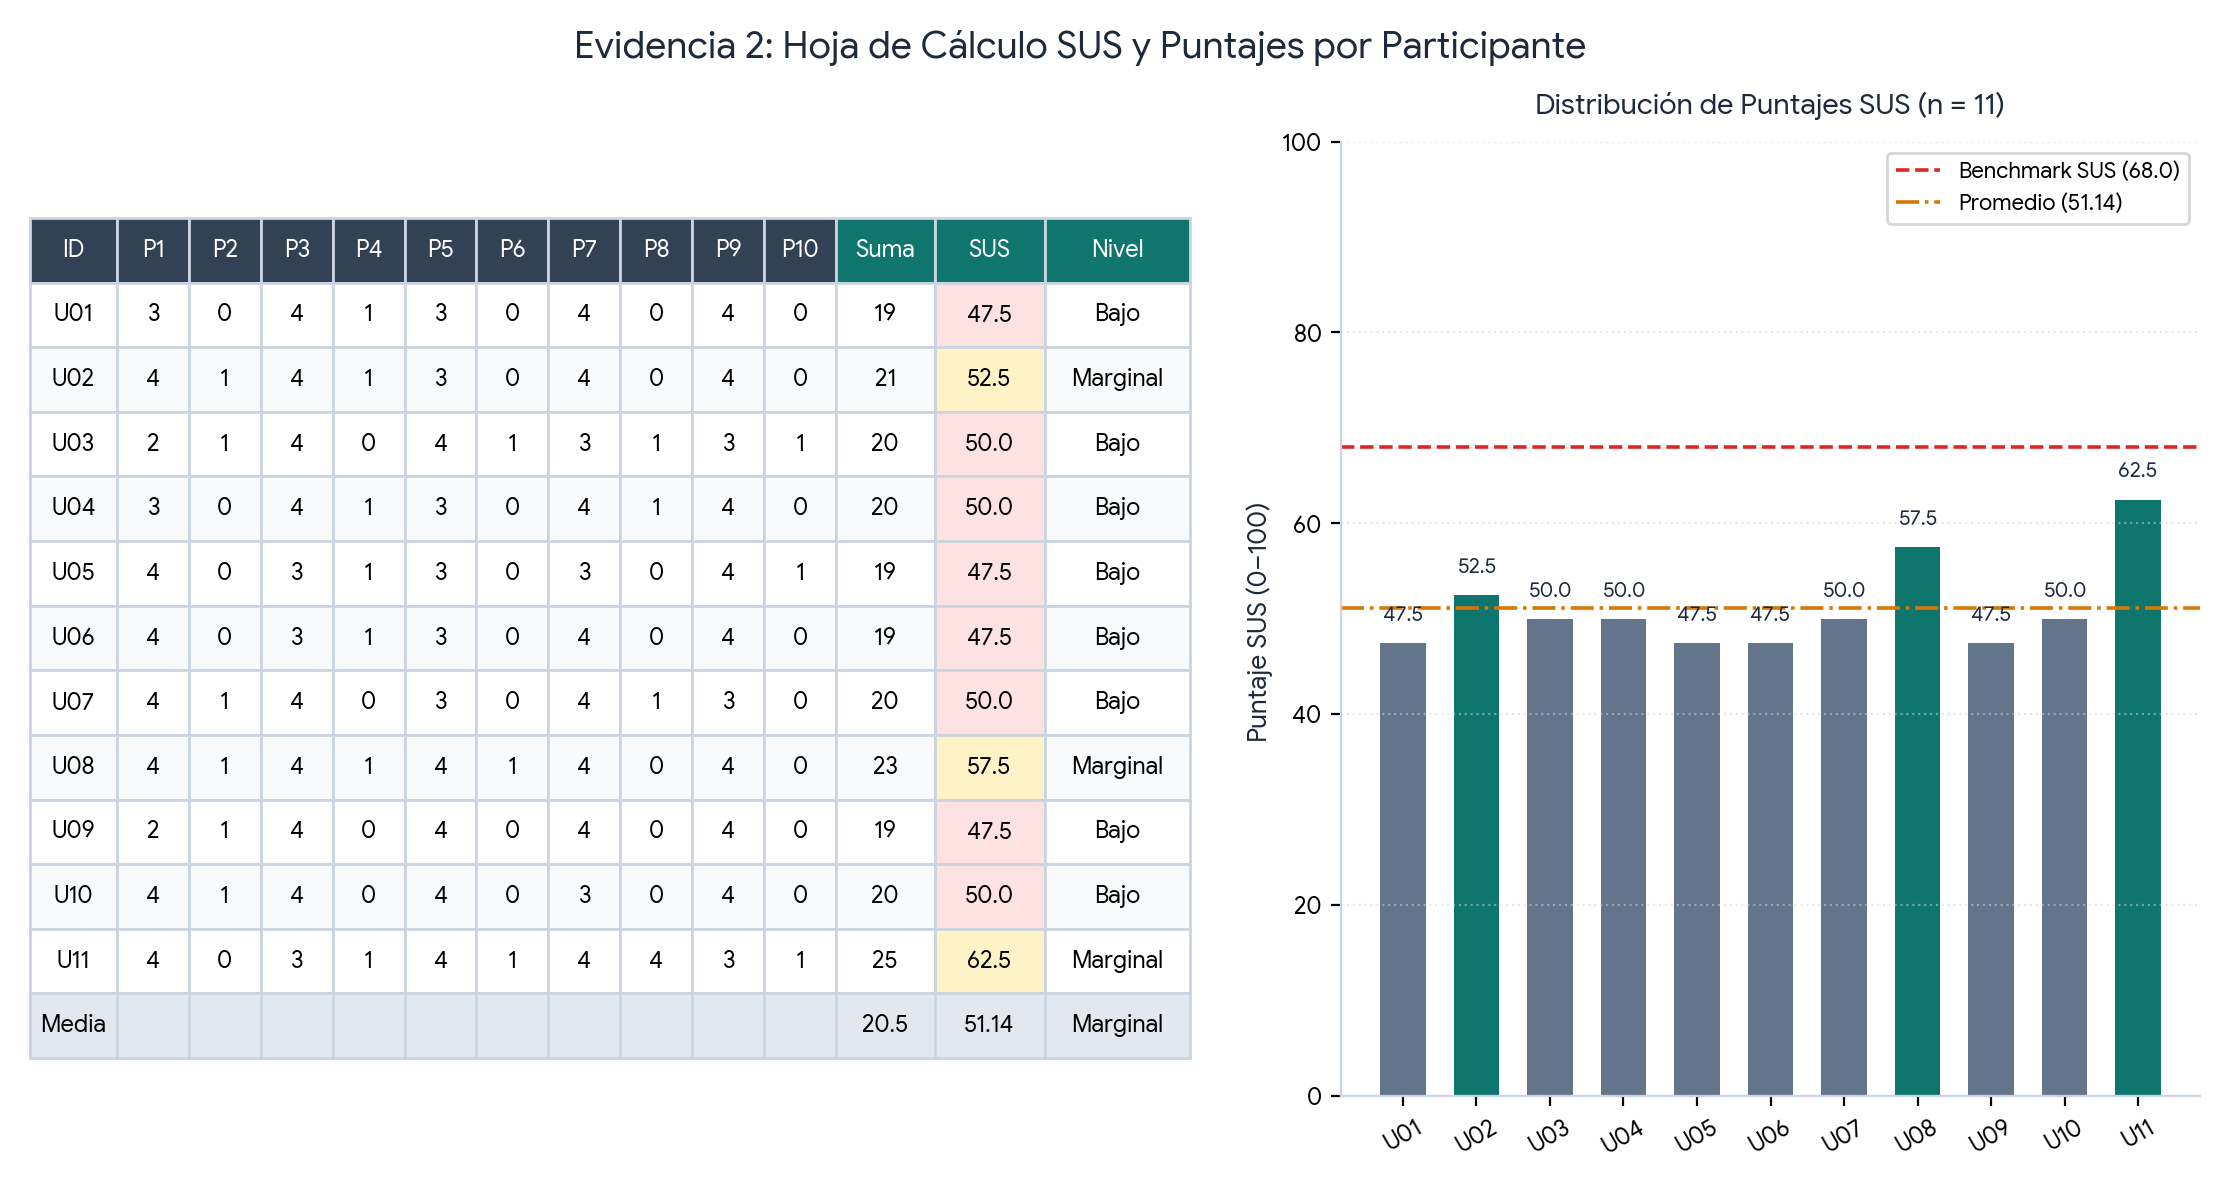 Evidencia 2: Hoja de Cálculo SUS y Puntajes por Participante
ID P1 P2 P3 P4 P5 P6 P7 P8 P9 P10 Suma SUS Nivel
U01 3 0 4 1 3 0 4 0 4 0 19 47.5 Bajo
U02 4 1 4 1 3 0 4 0 4 0 21 52.5 Marginal
U03 2 1 4 0 4 1 3 1 3 1 20 50.0 Bajo
U04 3 0 4 1 3 0 4 1 4 0 20 50.0 Bajo
U05 4 0 3 1 3 0 3 0 4 1 19 47.5 Bajo
U06 4 0 3 1 3 0 4 0 4 0 19 47.5 Bajo
U07 4 1 4 0 3 0 4 1 3 0 20 50.0 Bajo
U08 4 1 4 1 4 1 4 0 4 0 23 57.5 Marginal
U09 2 1 4 0 4 0 4 0 4 0 19 47.5 Bajo
U10 4 1 4 0 4 0 3 0 4 0 20 50.0 Bajo
U11 4 0 3 1 4 1 4 4 3 1 25 62.5 Marginal
Media 20.5 51.14 Marginal
Distribución de Puntajes SUS (n = 11)
Benchmark SUS (68.0)
Promedio (51.14)
Puntaje SUS (0–100)
100
80
60
40
20
0
47.5 52.5 50.0 50.0 47.5 47.5 50.0 57.5 47.5 50.0 62.5
U01 U02 U03 U04 U05 U06 U07 U08 U09 U10 U11